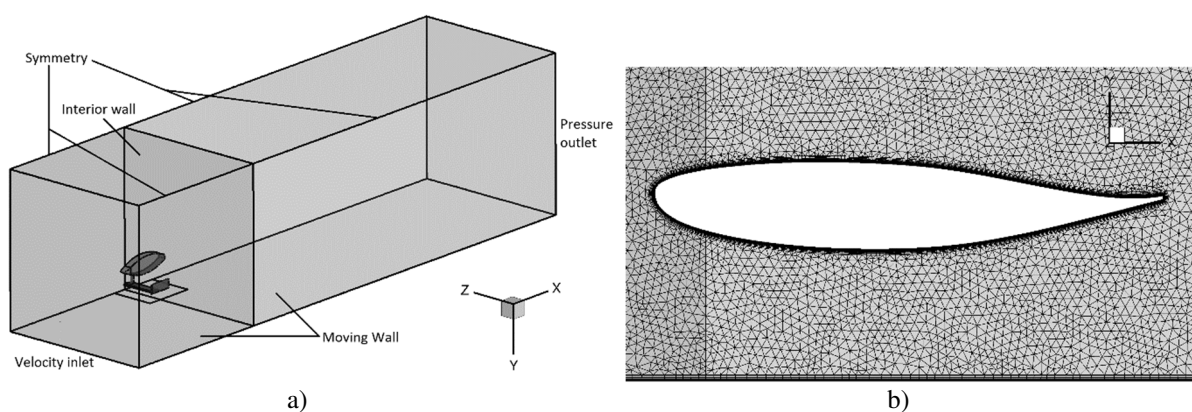 Symmetry
Interior wall
Pressure
outlet
Z
X
Y
Moving Wall
Velocity inlet
a)
Y
X
b)